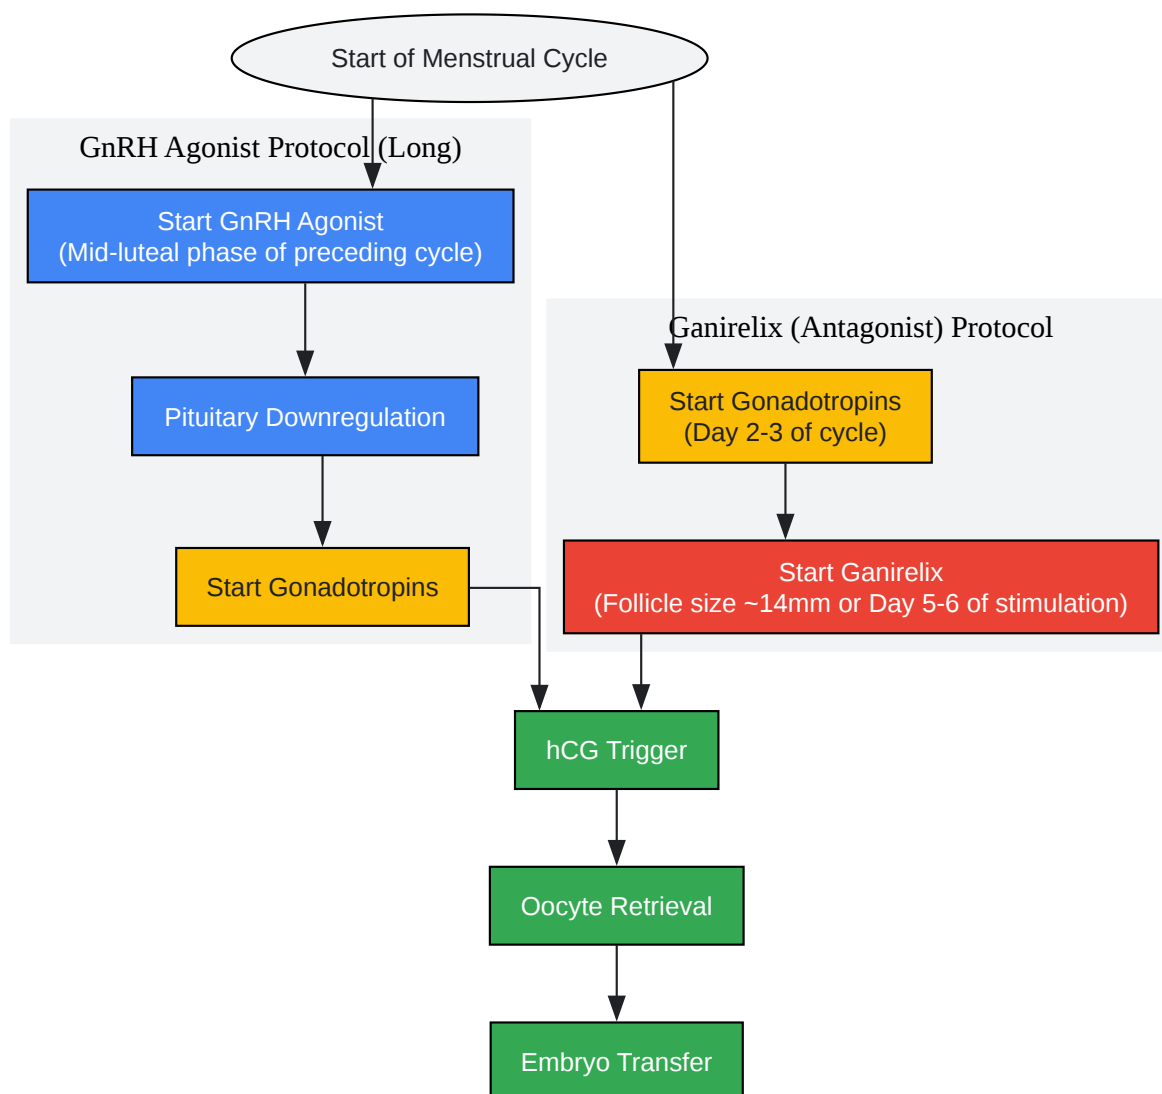 Start of Menstrual Cycle
GnRH Agonist Protocol (Long)
Start GnRH Agonist
(Mid-luteal phase of preceding cycle)
Pituitary Downregulation
Start Gonadotropins
Ganirelix (Antagonist) Protocol
Start Gonadotropins
(Day 2-3 of cycle)
Start Ganirelix
(Follicle size ~14mm or Day 5-6 of stimulation)
hCG Trigger
Oocyte Retrieval
Embryo Transfer